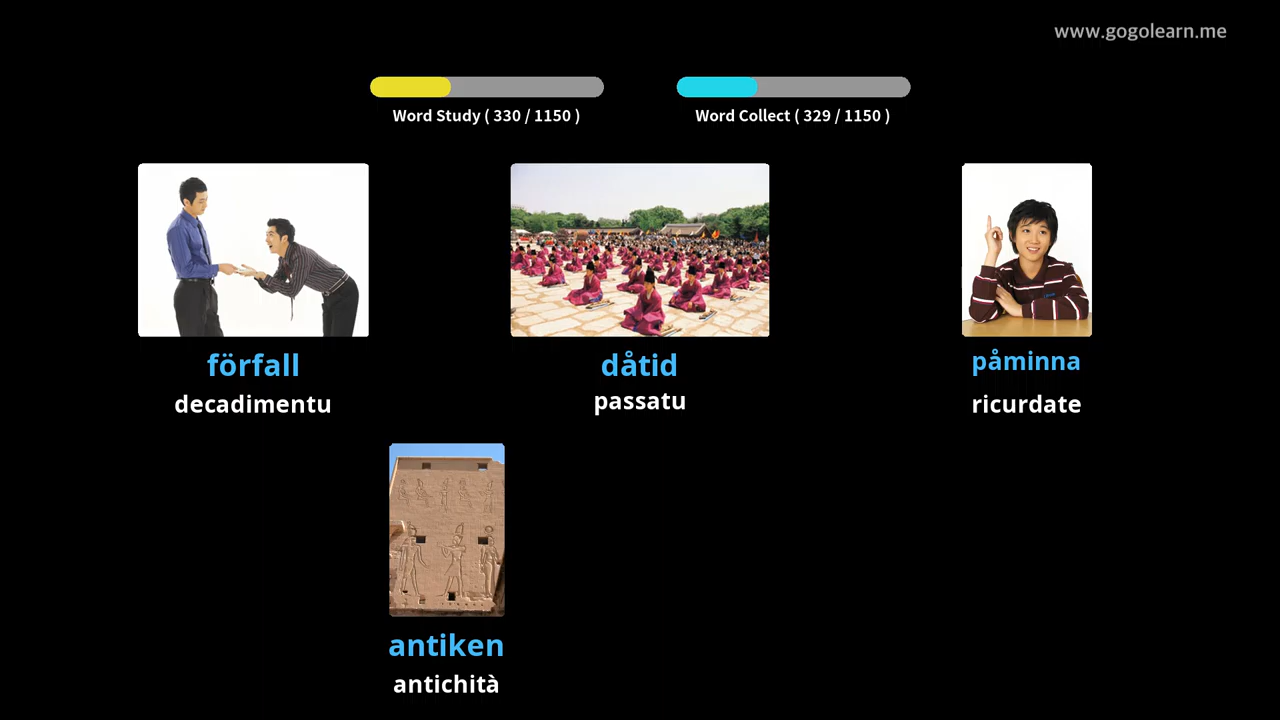 www.gogolearn.me
Word Study ( 330 / 1150 )
Word Collect ( 329 / 1150 )
förfall
decadimentu
dåtid
passatu
påminna
ricurdate
antiken
antichità